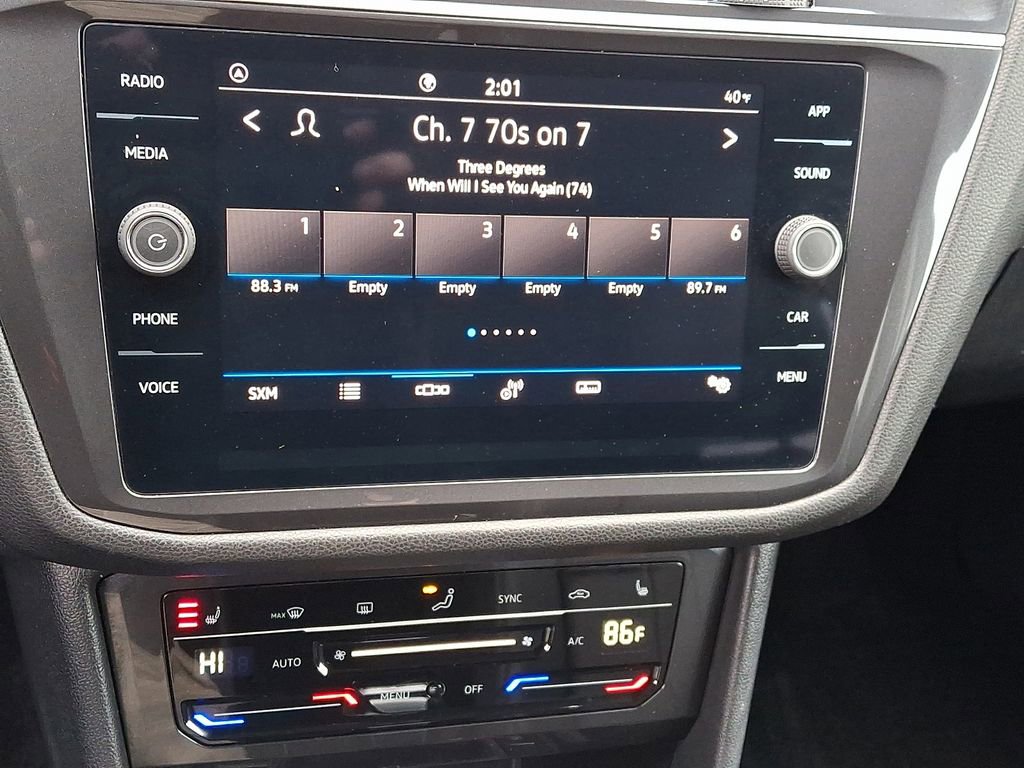 RADIO
MEDIA
PHONE
VOICE
2:01
40°F
Ch. 7 70s on 7
Three Degrees
When Will I See You Again (74)
1 2 3 4 5 6
88.3 FM Empty Empty Empty Empty 89.7 FM
SXM
APP
SOUND
CAR
MENU
MAX SYNC
HI AUTO A/C 86F
MENU OFF